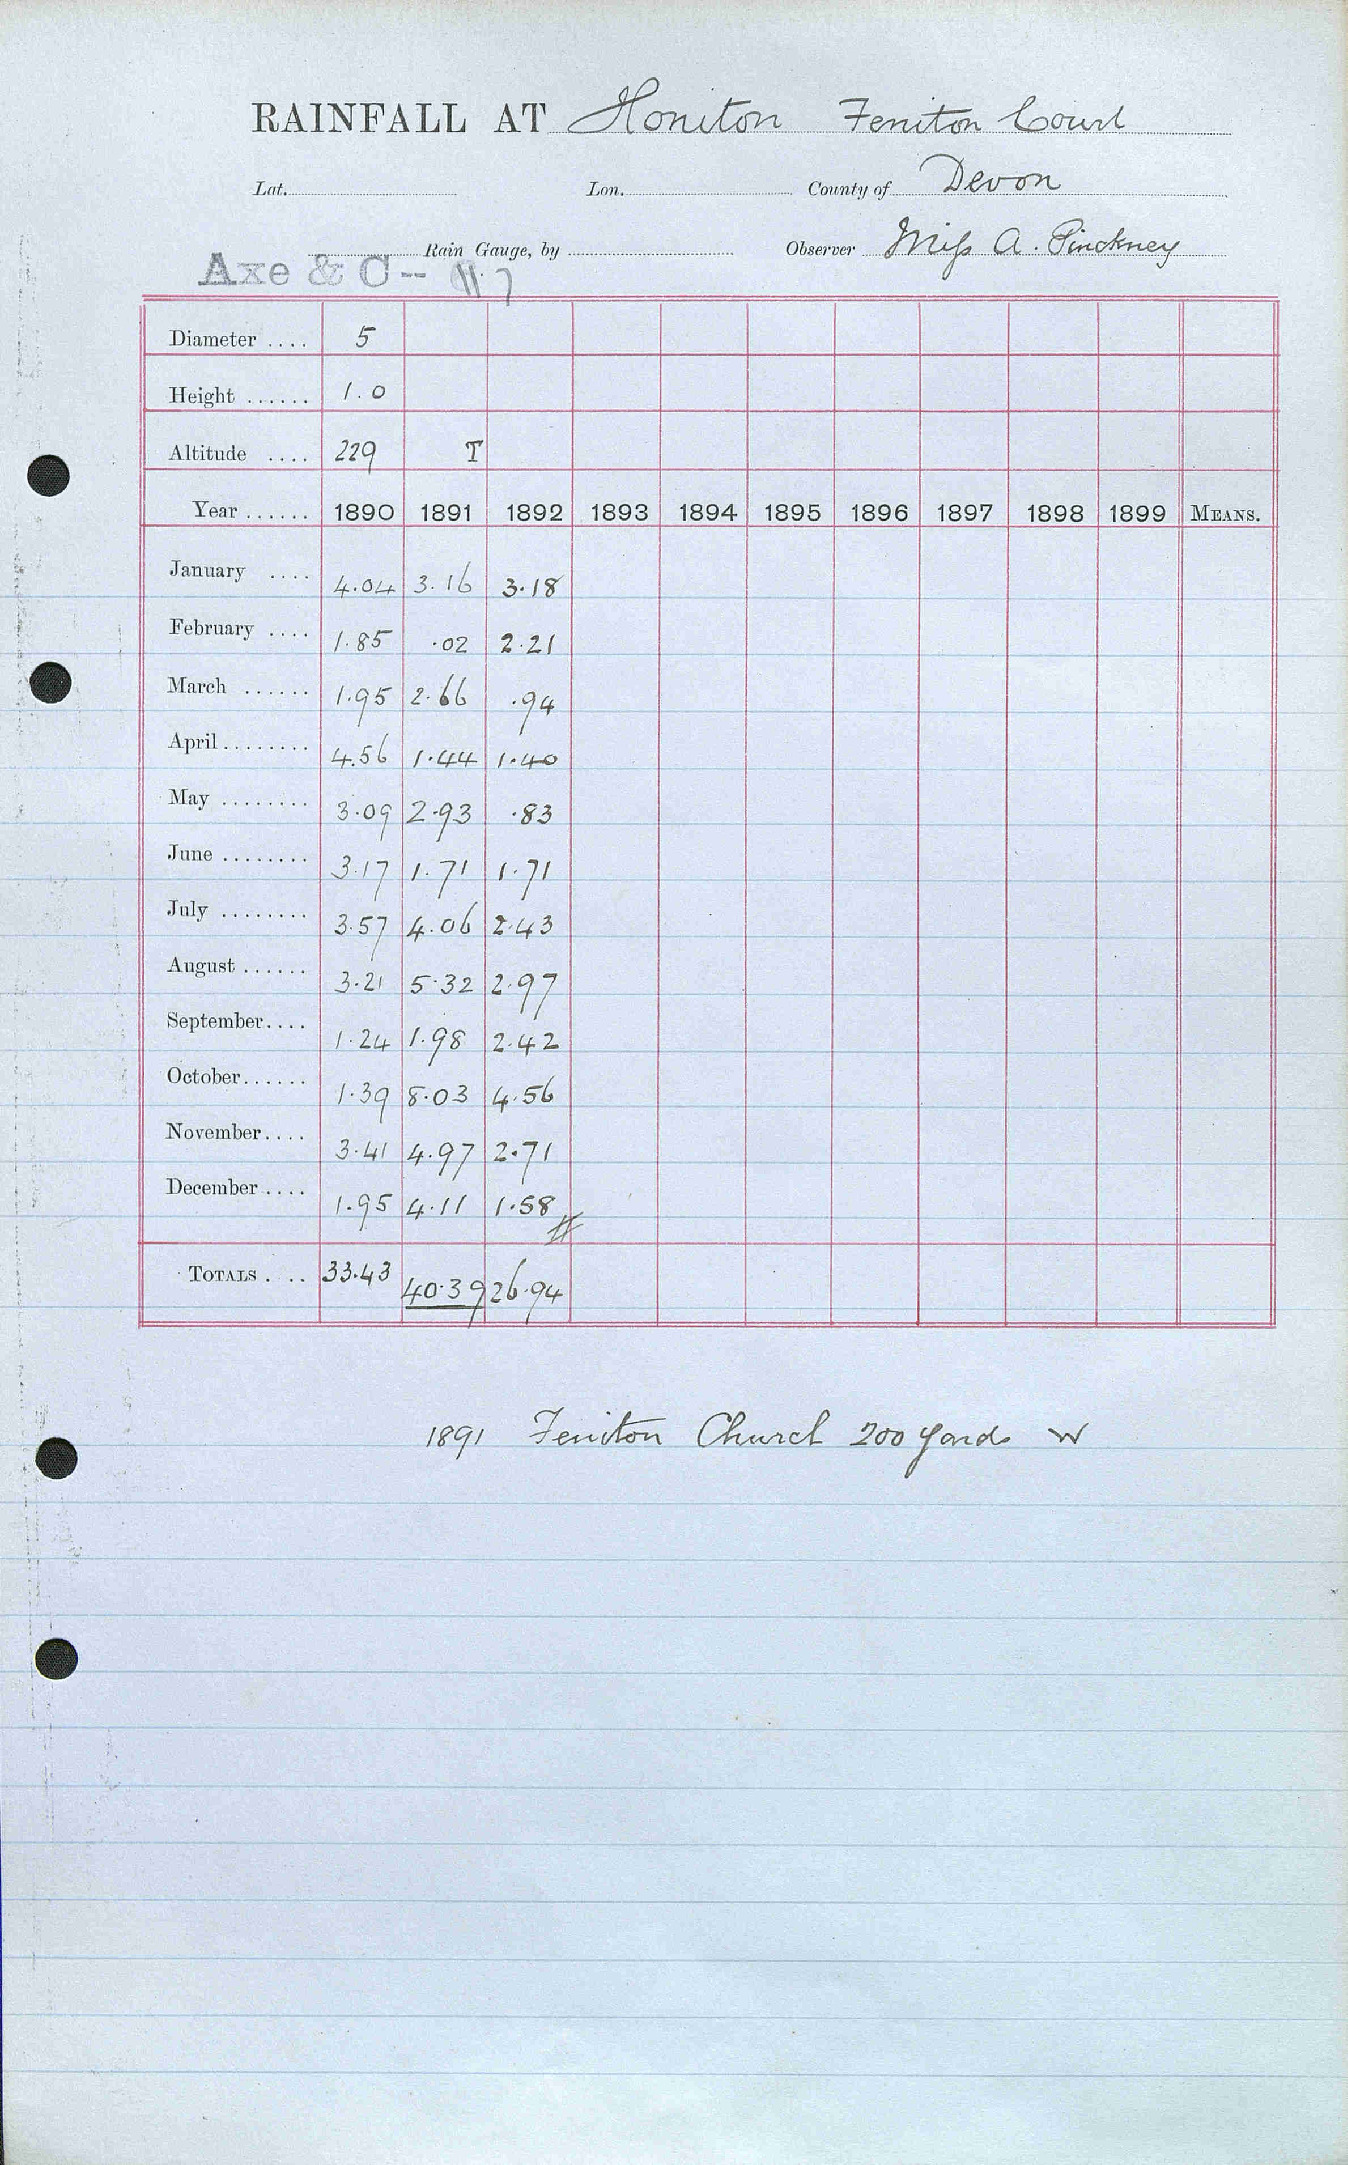 RAINFALL AT Honiton Feniton Court
Lat. Lon. County of Devon
Rain Gauge, by Observer Miss A. Pinckney
Axe & C--
Diameter .... 5
Height ...... 1.0
Altitude .... 229 T
Year ...... 1890 1891 1892 1893 1894 1895 1896 1897 1898 1899 MEANS.
January .... 4.04 3.16 3.18
February .... 1.85 .02 2.21
March ...... 1.95 2.66 .94
April ........ 4.56 1.44 1.40
May ........ 3.09 2.93 .83
June ........ 3.17 1.71 1.71
July ........ 3.57 4.06 2.43
August ...... 3.21 5.32 2.97
September.... 1.24 1.98 2.42
October...... 1.39 8.03 4.56
November.... 3.41 4.97 2.71
December .... 1.95 4.11 1.58
TOTALS . .. 33.43 40.39 26.94
1891 Feniton Church 200 yards W